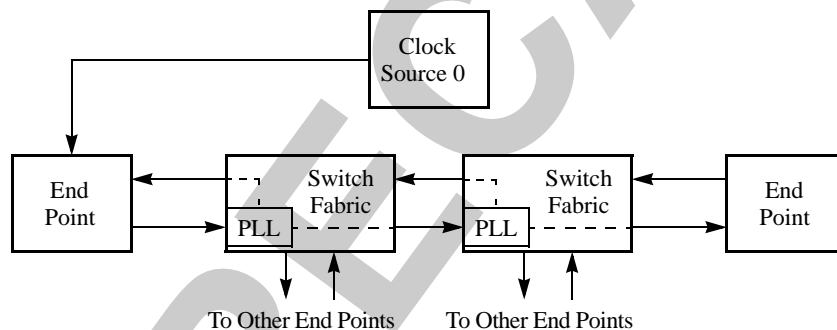 Clock
Source 0
End
Point
Switch
Fabric
PLL
Switch
Fabric
PLL
End
Point
To Other End Points
To Other End Points